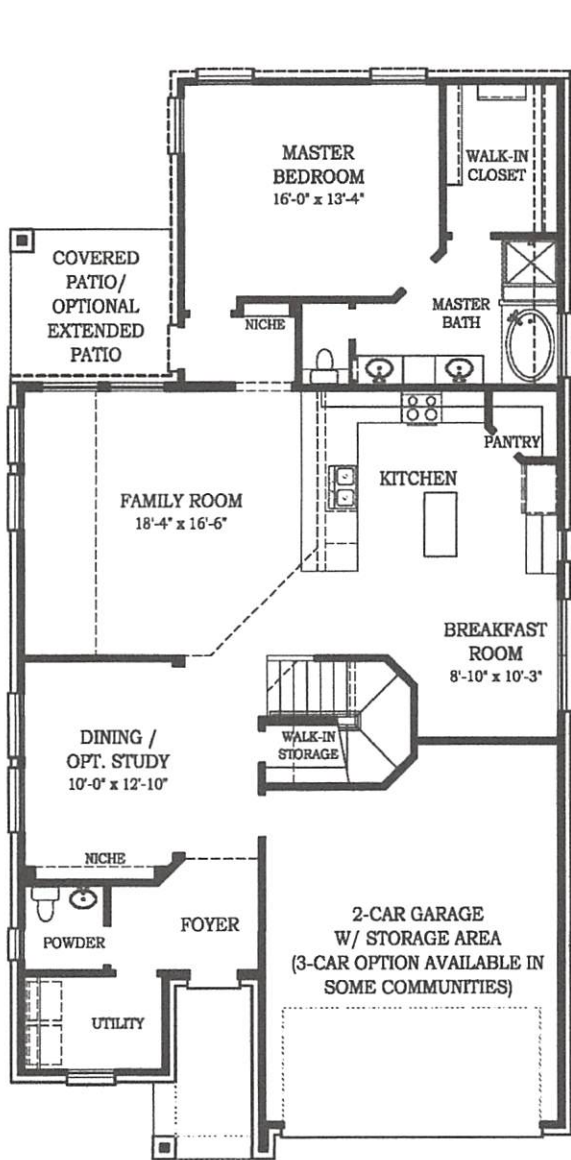 MASTER
BEDROOM
16'-0" x 13'-4"
WALK-IN
CLOSET
COVERED
PATIO/
OPTIONAL
EXTENDED
PATIO
NICHE
MASTER
BATH
PANTRY
KITCHEN
FAMILY ROOM
18'-4" x 16'-6"
BREAKFAST
ROOM
8'-10" x 10'-3"
DINING /
OPT. STUDY
10'-0" x 12'-10"
WALK-IN
STORAGE
NICHE
POWDER
FOYER
2-CAR GARAGE
W/ STORAGE AREA
(3-CAR OPTION AVAILABLE IN
SOME COMMUNITIES)
UTILITY